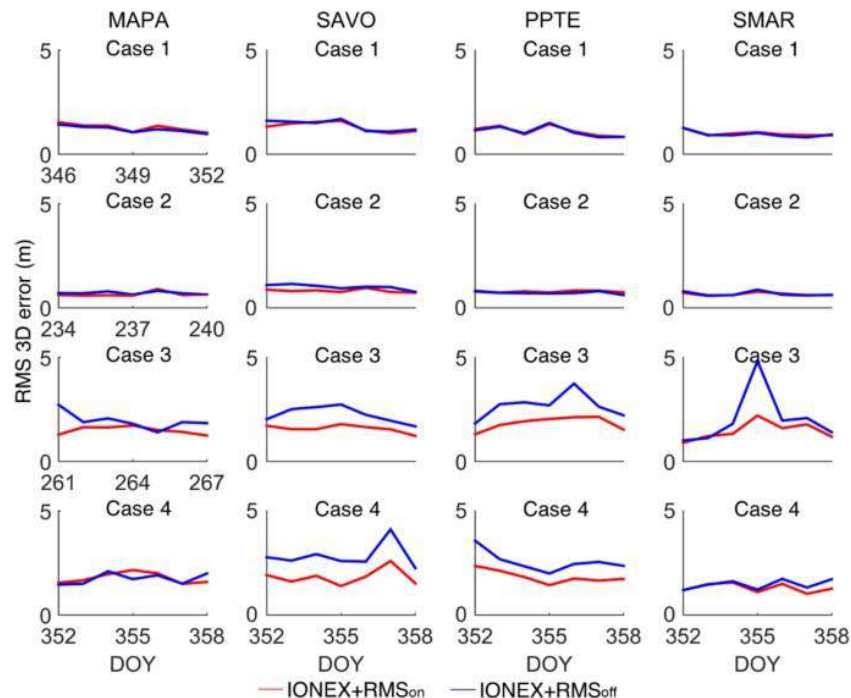 MAPA SAVO PPTE SMAR
Case 1 Case 1 Case 1 Case 1
5 5 5 5
0 0 0 0
346 349 352
Case 2 Case 2 Case 2 Case 2
5 5 5 5
0 0 0 0
234 237 240
RMS 3D error (m)
Case 3 Case 3 Case 3 Case 3
5 5 5 5
0 0 0 0
261 264 267
Case 4 Case 4 Case 4 Case 4
5 5 5 5
0 0 0 0
352 355 358 352 355 358 352 355 358 352 355 358
DOY DOY DOY DOY
IONEX+RMSon IONEX+RMSoff